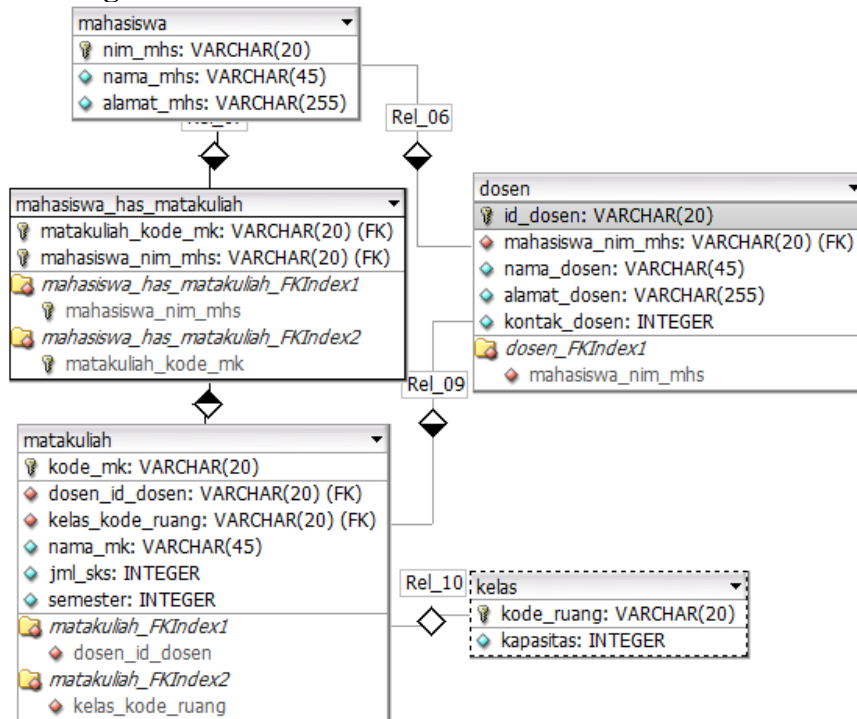 mahasiswa
nim_mhs: VARCHAR(20)
nama_mhs: VARCHAR(45)
alamat_mhs: VARCHAR(255)
Rel_06
mahasiswa_has_matakuliah
matakuliah_kode_mk: VARCHAR(20) (FK)
mahasiswa_nim_mhs: VARCHAR(20) (FK)
mahasiswa_has_matakuliah_FKIndex1
mahasiswa_nim_mhs
mahasiswa_has_matakuliah_FKIndex2
matakuliah_kode_mk
dosen
id_dosen: VARCHAR(20)
mahasiswa_nim_mhs: VARCHAR(20) (FK)
nama_dosen: VARCHAR(45)
alamat_dosen: VARCHAR(255)
kontak_dosen: INTEGER
dosen_FKIndex1
mahasiswa_nim_mhs
Rel_09
matakuliah
kode_mk: VARCHAR(20)
dosen_id_dosen: VARCHAR(20) (FK)
kelas_kode_ruang: VARCHAR(20) (FK)
nama_mk: VARCHAR(45)
jml_sks: INTEGER
semester: INTEGER
matakuliah_FKIndex1
dosen_id_dosen
matakuliah_FKIndex2
kelas_kode_ruang
Rel_10
kelas
kode_ruang: VARCHAR(20)
kapasitas: INTEGER